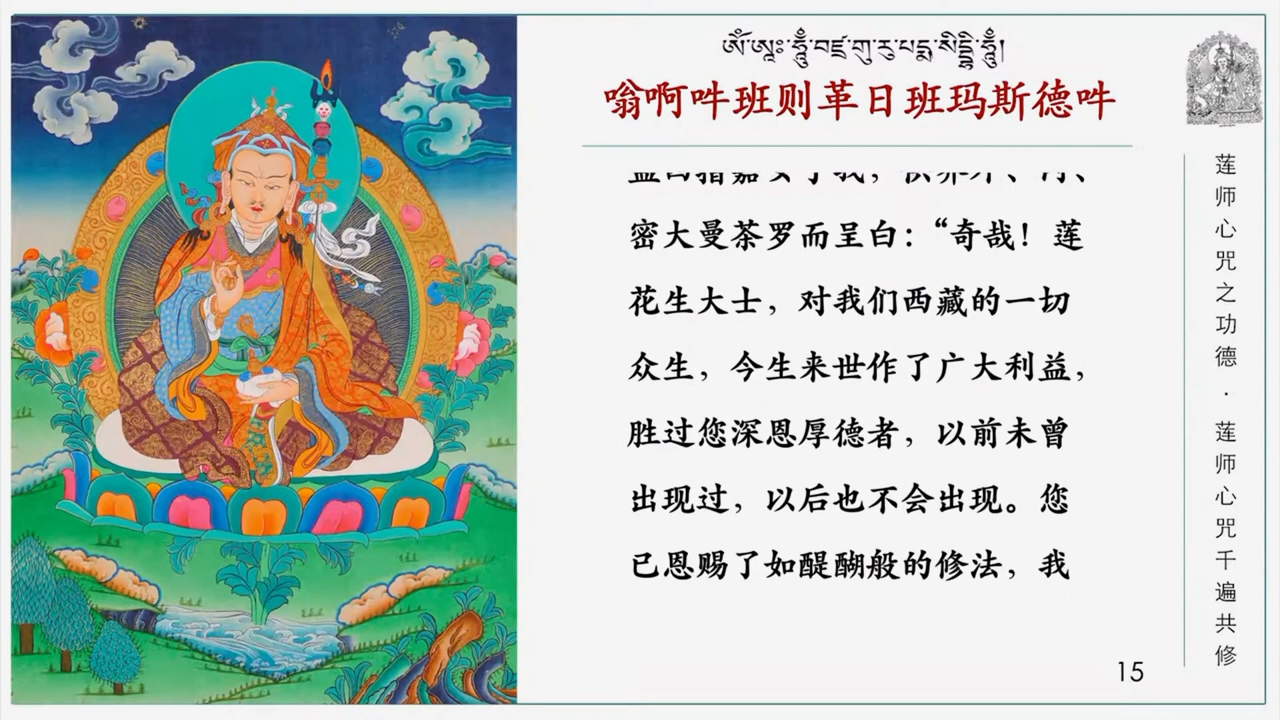 ༀ་ཨཱཿ་ཧཱུྃ་བཛྲ་གུ་རུ་པདྨ་སིདྡྷི་ཧཱུྃ།
嗡啊吽班则革日班玛斯德吽
密大曼茶罗而呈白:“奇哉!莲
花生大士,对我们西藏的一切
众生,今生来世作了广大利益,
胜过您深恩厚德者,以前未曾
出现过,以后也不会出现。您
已恩赐了如醍醐般的修法,我
15
莲师心咒之功德·莲师心咒千遍共修